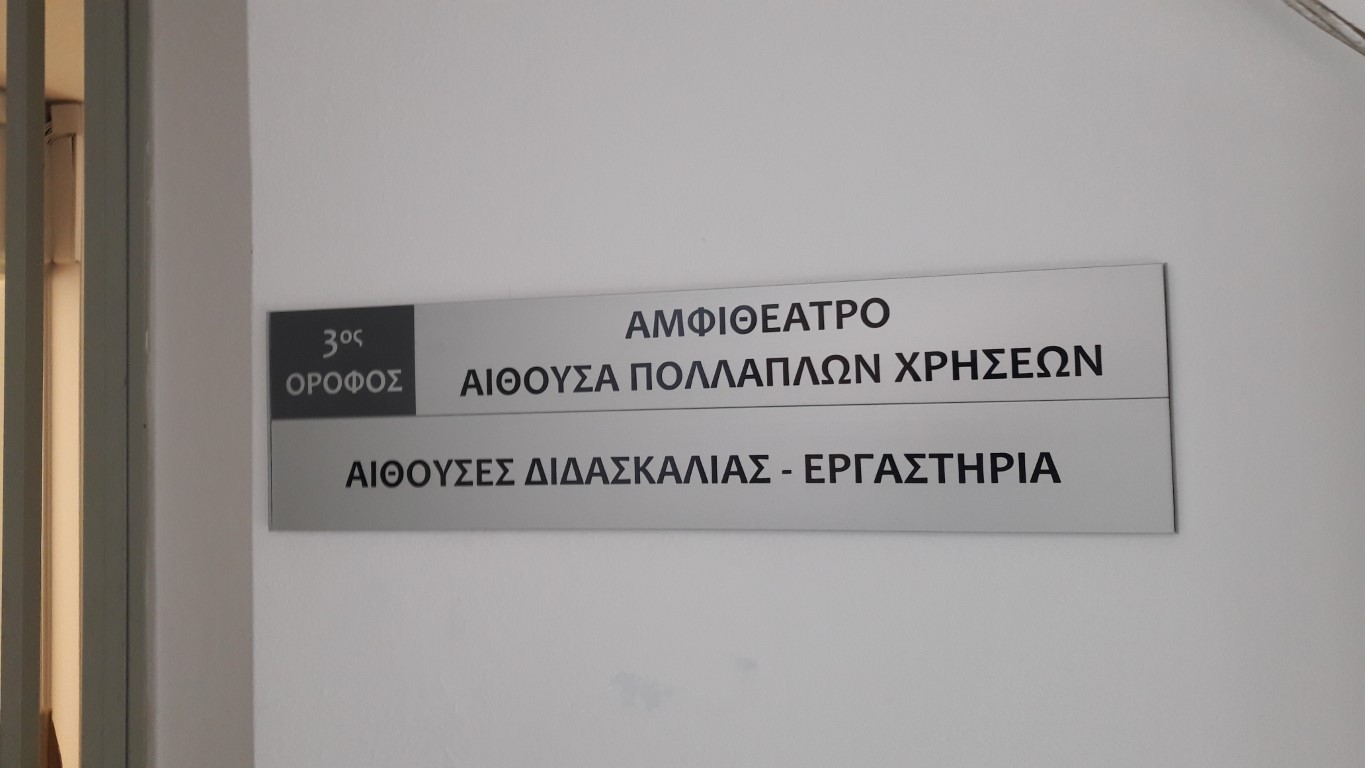 3ος
ΟΡΟΦΟΣ
ΑΜΦΙΘΕΑΤΡΟ
ΑΙΘΟΥΣΑ ΠΟΛΛΑΠΛΩΝ ΧΡΗΣΕΩΝ
ΑΙΘΟΥΣΕΣ ΔΙΔΑΣΚΑΛΙΑΣ - ΕΡΓΑΣΤΗΡΙΑ